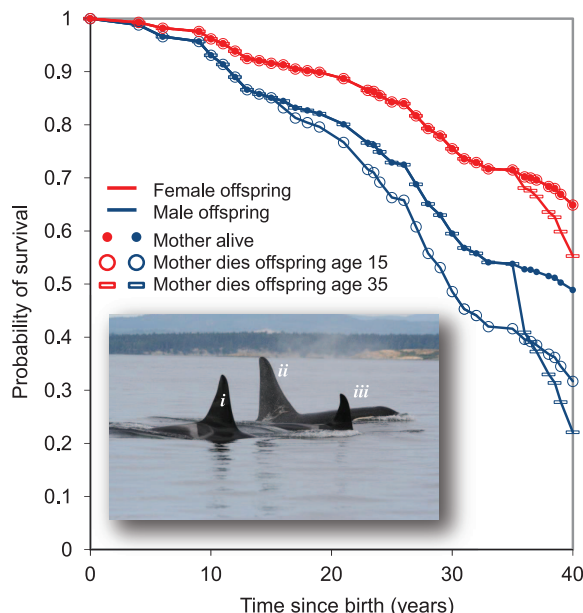 Probability of survival
1
0.9
0.8
0.7
0.6
0.5
0.4
0.3
0.2
0.1
0
Female offspring
Male offspring
Mother alive
Mother dies offspring age 15
Mother dies offspring age 35
i
ii
iii
0 10 20 30 40
Time since birth (years)